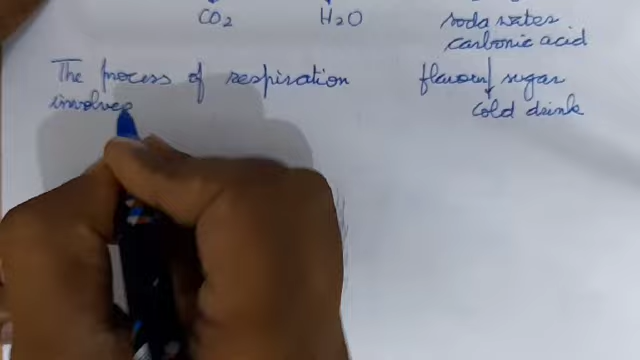 CO₂ H₂O soda water
carbonic acid
The process of respiration
involves
flavour sugar
cold drink